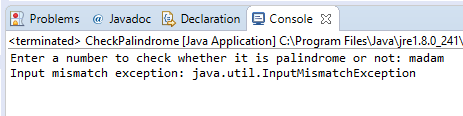 Problems @ Javadoc Declaration Console
<terminated> CheckPalindrome [Java Application] C:\Program Files\Java\jre1.8.0_241\
Enter a number to check whether it is palindrome or not: madam
Input mismatch exception: java.util.InputMismatchException